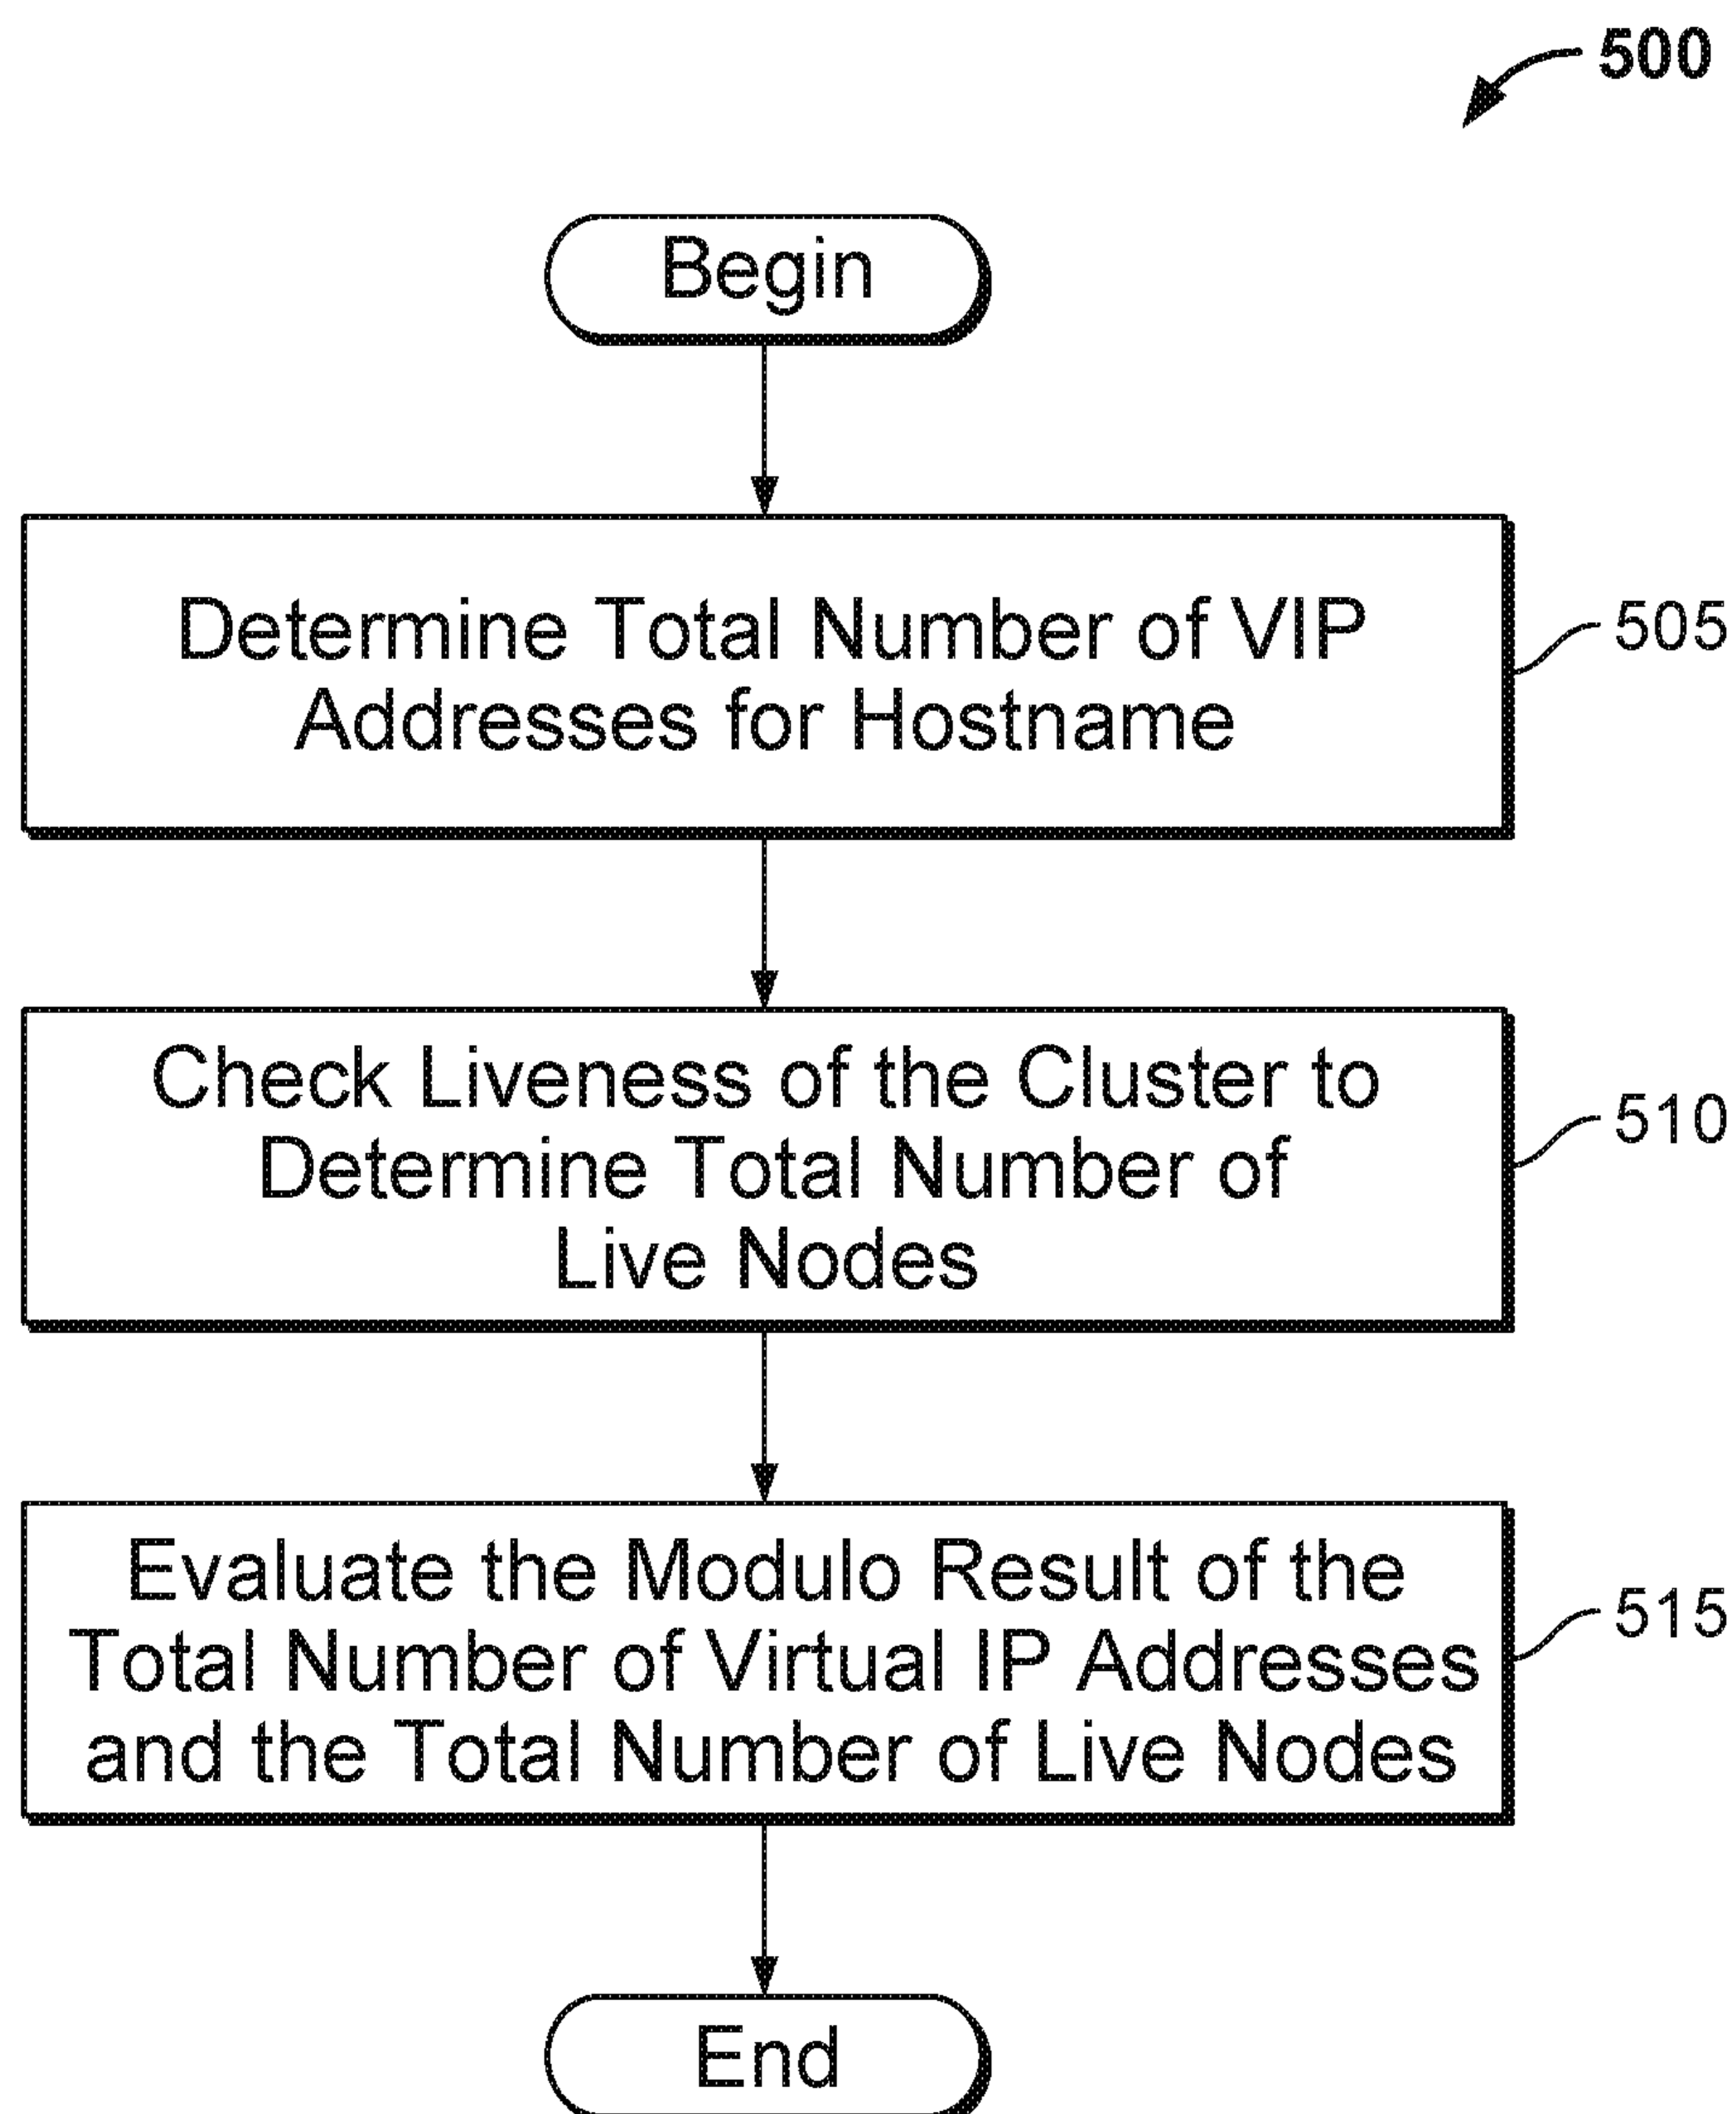 500
Begin
Determine Total Number of VIP
Addresses for Hostname
505
Check Liveness of the Cluster to
Determine Total Number of
Live Nodes
510
Evaluate the Modulo Result of the
Total Number of Virtual IP Addresses
and the Total Number of Live Nodes
515
End